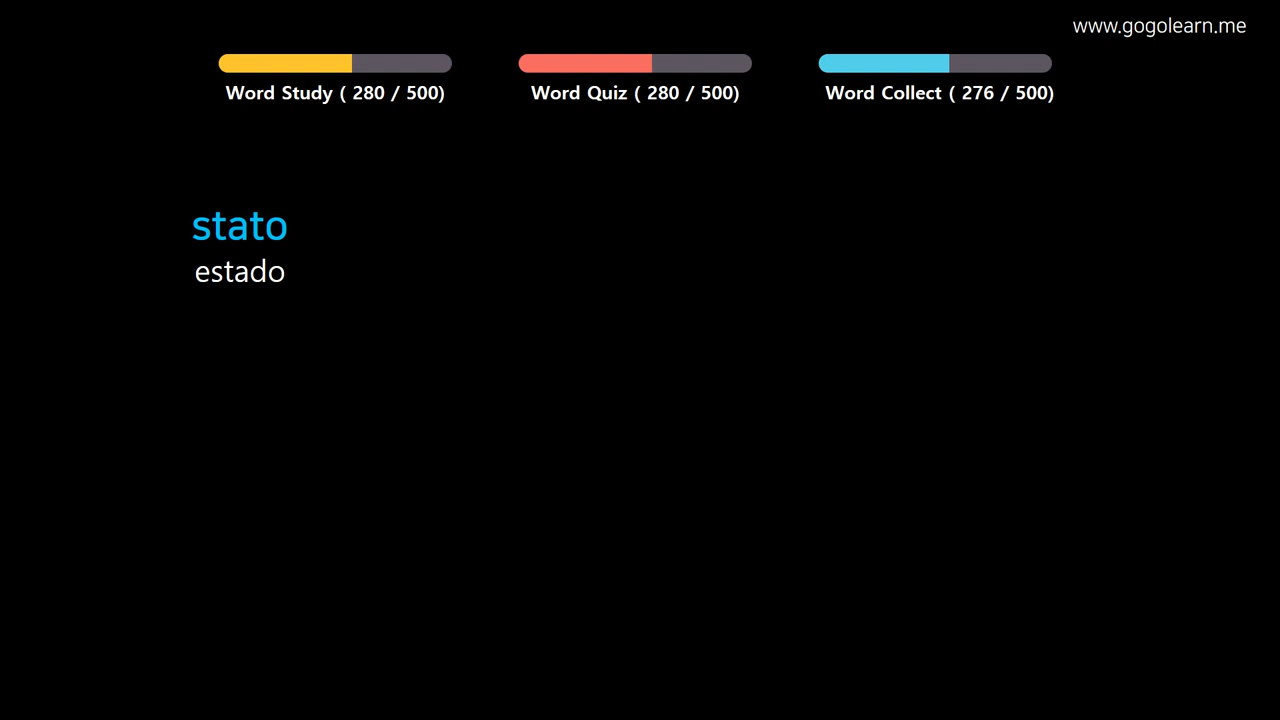 www.gogolearn.me
Word Study ( 280 / 500)
Word Quiz ( 280 / 500)
Word Collect ( 276 / 500)
stato
estado